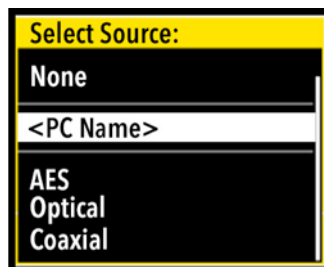 Select Source:
None
<PC Name>
AES
Optical
Coaxial